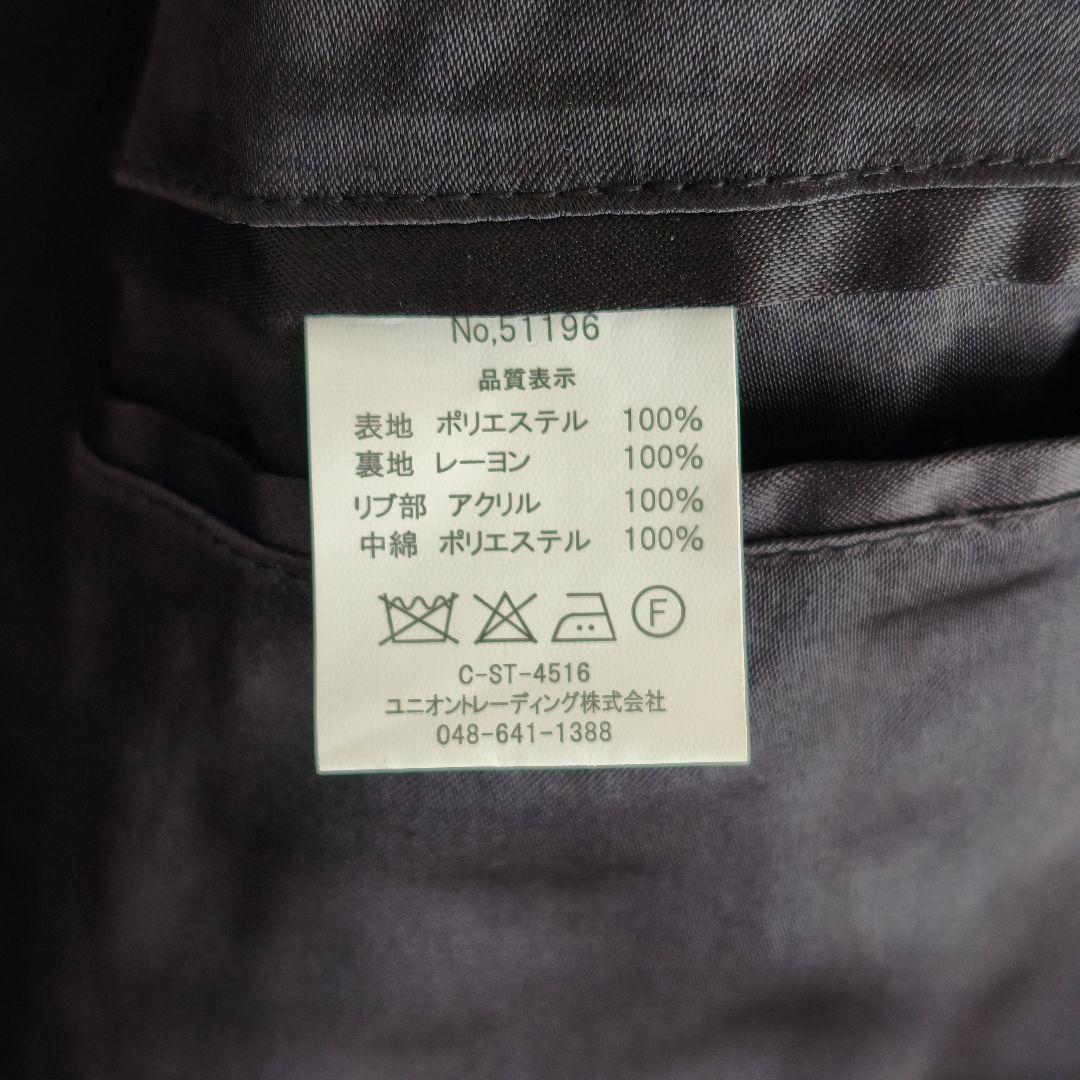 No,51196
品質表示
表地 ポリエステル 100%
裏地 レーヨン 100%
リブ部 アクリル 100%
中綿 ポリエステル 100%
F
C-ST-4516
ユニオントレーディング株式会社
048-641-1388